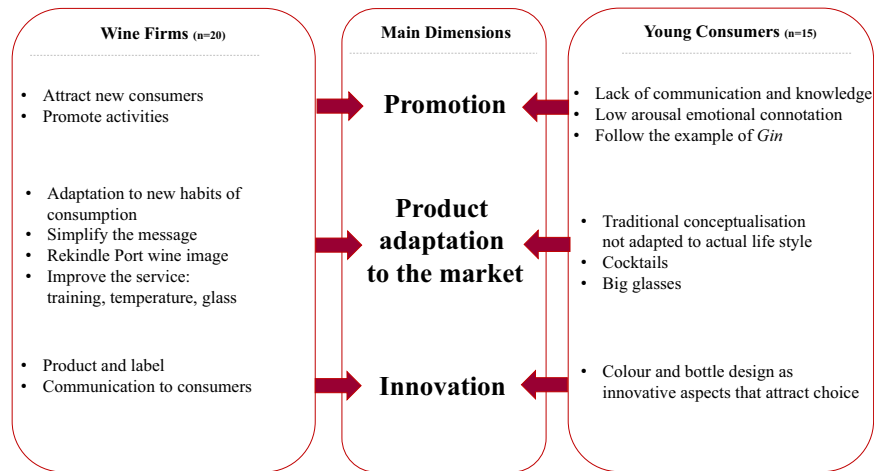 Wine Firms (n=20)
• Attract new consumers
• Promote activities
• Adaptation to new habits of
consumption
• Simplify the message
• Rekindle Port wine image
• Improve the service:
training, temperature, glass
• Product and label
• Communication to consumers
Main Dimensions
Promotion
Product
adaptation
to the market
Innovation
Young Consumers (n=15)
• Lack of communication and knowledge
• Low arousal emotional connotation
• Follow the example of Gin
• Traditional conceptualisation
not adapted to actual life style
• Cocktails
• Big glasses
• Colour and bottle design as
innovative aspects that attract choice